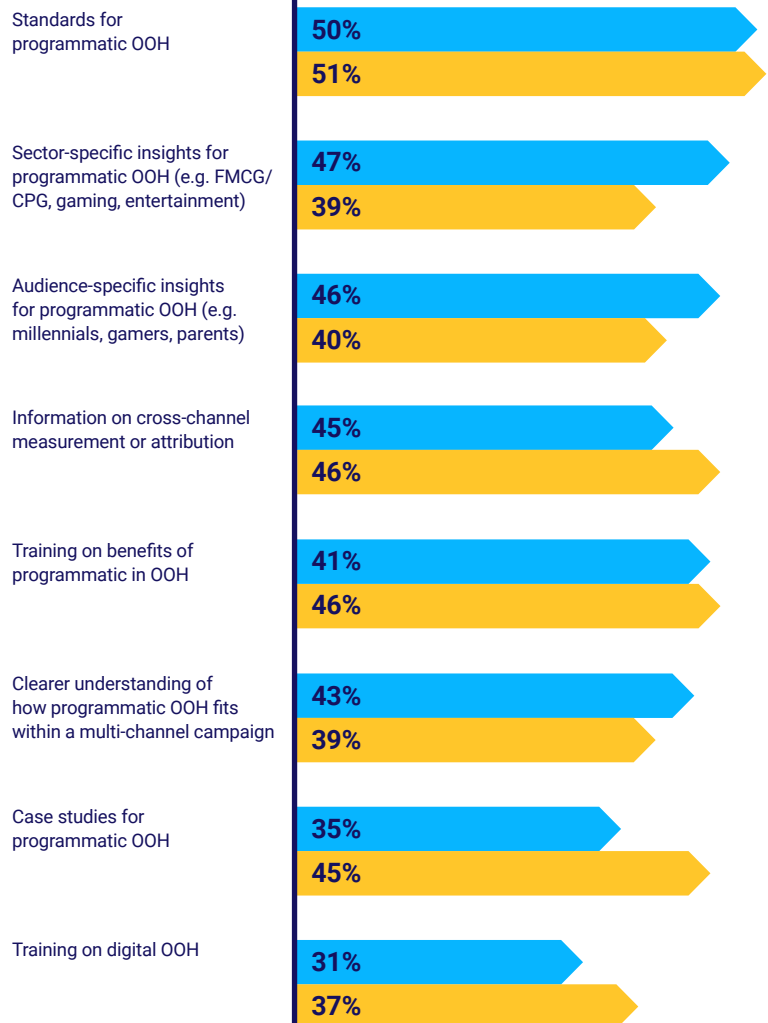 Standards for
programmatic OOH
50%
51%
Sector-specific insights for
programmatic OOH (e.g. FMCG/
CPG, gaming, entertainment)
47%
39%
Audience-specific insights
for programmatic OOH (e.g.
millennials, gamers, parents)
46%
40%
Information on cross-channel
measurement or attribution
45%
46%
Training on benefits of
programmatic in OOH
41%
46%
Clearer understanding of
how programmatic OOH fits
within a multi-channel campaign
43%
39%
Case studies for
programmatic OOH
35%
45%
Training on digital OOH
31%
37%